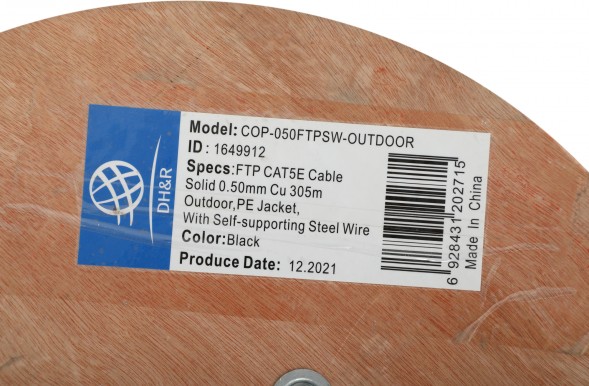 DH&R
Model: COP-050FTPSW-OUTDOOR
ID : 1649912
Specs:FTP CAT5E Cable
Solid 0.50mm Cu 305m
Outdoor,PE Jacket,
With Self-supporting Steel Wire
Color:Black
Produce Date: 12.2021
6 928431 202715
Made In China